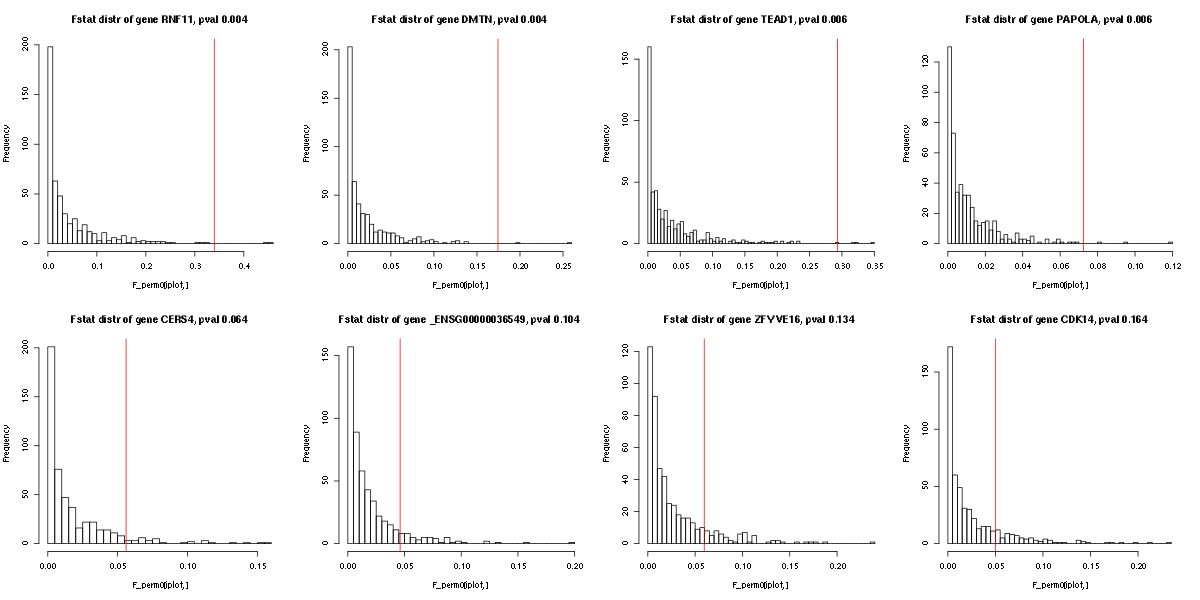 Fstat distr of gene RNF11, pval 0.004
Frequency
0 50 100 150 200
0.0 0.1 0.2 0.3 0.4
F_perm0[iplot, ]
Fstat distr of gene DMTN, pval 0.004
Frequency
0 50 100 150 200
0.00 0.05 0.10 0.15 0.20 0.25
F_perm0[iplot, ]
Fstat distr of gene TEAD1, pval 0.006
Frequency
0 50 100 150
0.00 0.05 0.10 0.15 0.20 0.25 0.30 0.35
F_perm0[iplot, ]
Fstat distr of gene PAPOLA, pval 0.006
Frequency
0 20 40 60 80 100 120
0.00 0.02 0.04 0.06 0.08 0.10 0.12
F_perm0[iplot, ]
Fstat distr of gene CERS4, pval 0.064
Frequency
0 50 100 150 200
0.00 0.05 0.10 0.15
F_perm0[iplot, ]
Fstat distr of gene _ENSG00000036549, pval 0.104
Frequency
0 50 100 150
0.00 0.05 0.10 0.15 0.20
F_perm0[iplot, ]
Fstat distr of gene ZFYVE16, pval 0.134
Frequency
0 20 40 60 80 100 120
0.00 0.05 0.10 0.15 0.20
F_perm0[iplot, ]
Fstat distr of gene CDK14, pval 0.164
Frequency
0 50 100 150
0.00 0.05 0.10 0.15 0.20
F_perm0[iplot, ]